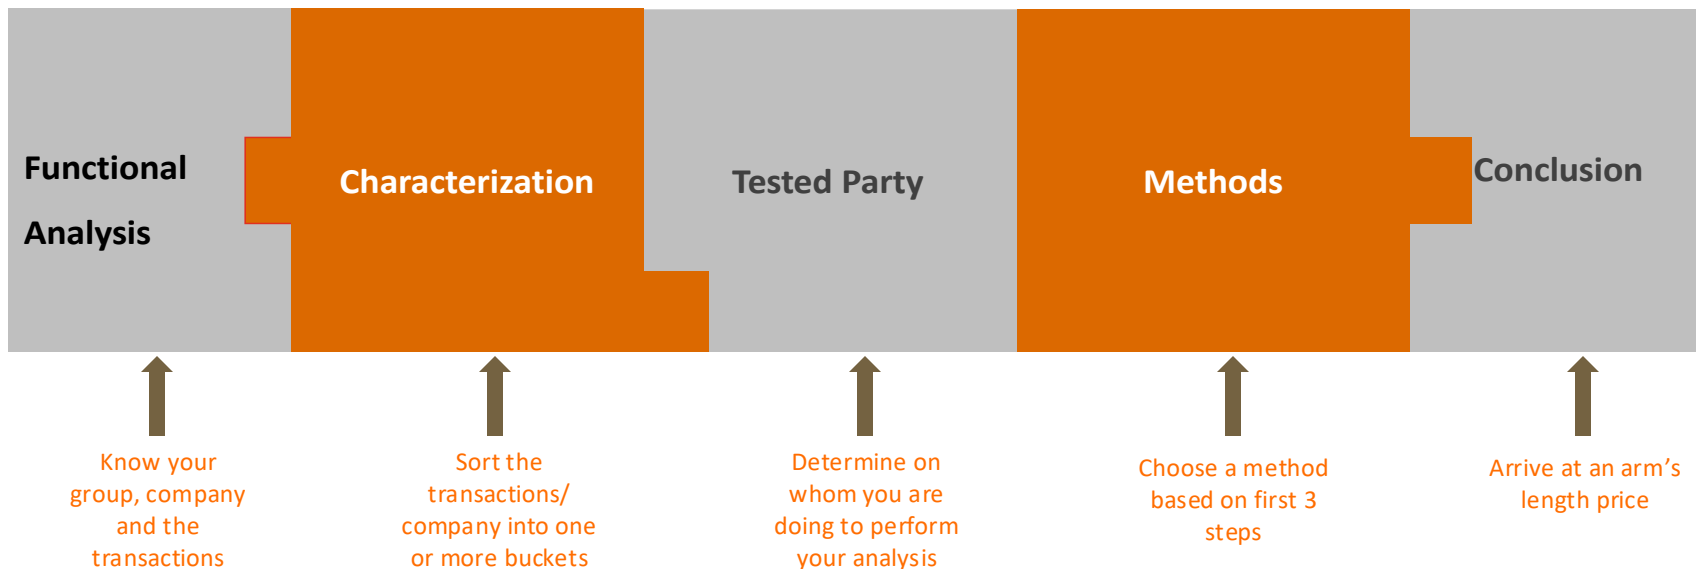 Functional
Analysis
Characterization
Tested Party
Methods
Conclusion
Know your
group, company
and the
transactions
Sort the
transactions/
company into one
or more buckets
Determine on
whom you are
doing to perform
your analysis
Choose a method
based on first 3
steps
Arrive at an arm’s
length price